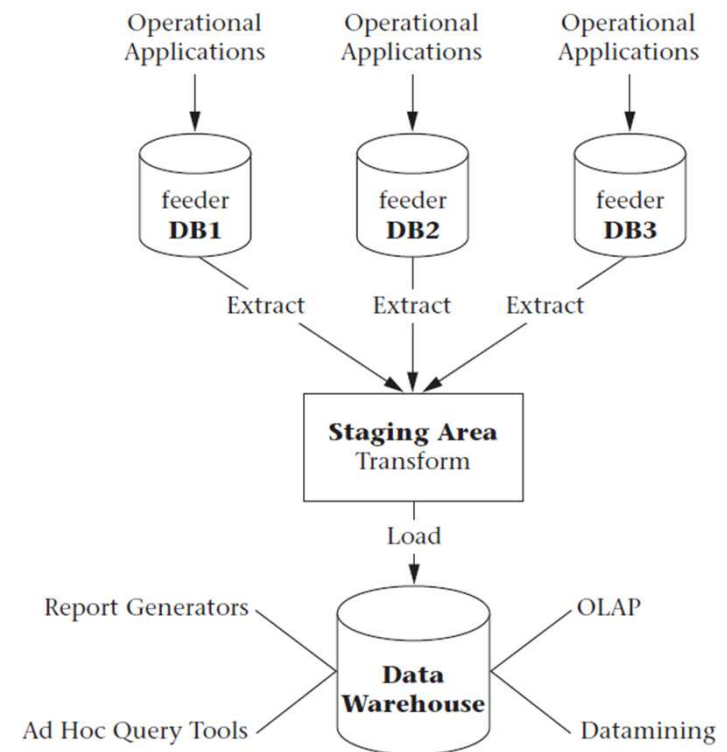 Operational
Applications
Operational
Applications
Operational
Applications
feeder
DB1
feeder
DB2
feeder
DB3
Extract
Extract
Extract
Staging Area
Transform
Load
Report Generators
OLAP
Data
Warehouse
Ad Hoc Query Tools
Datamining